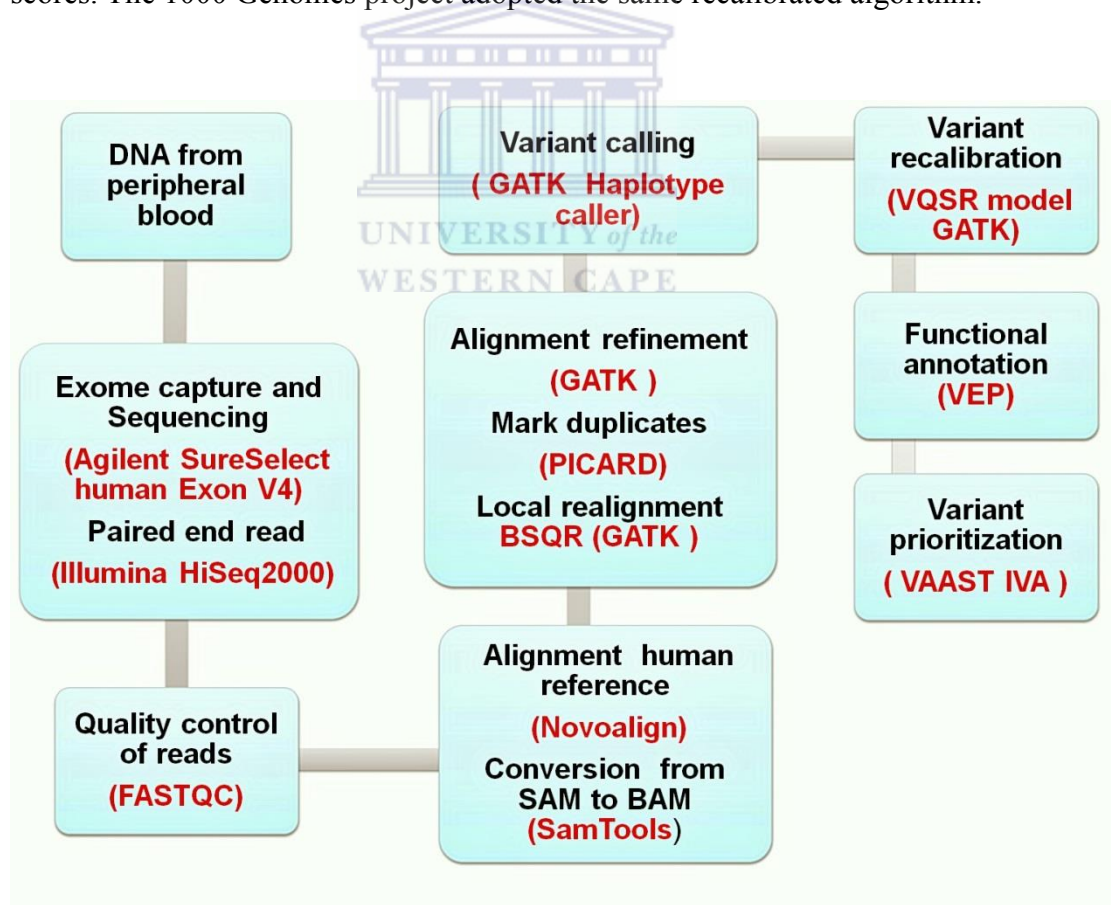 scores. The 1000 Genomes project adopted the same recalibrated algorithm.
DNA from
peripheral
blood
Exome capture and
Sequencing
(Agilent SureSelect
human Exon V4)
Paired end read
(Illumina HiSeq2000)
Quality control
of reads
(FASTQC)
Alignment human
reference
(Novoalign)
Conversion from
SAM to BAM
(SamTools)
Alignment refinement
(GATK )
Mark duplicates
(PICARD)
Local realignment
BSQR (GATK )
Variant calling
( GATK Haplotype
caller)
Variant
recalibration
(VQSR model
GATK)
Functional
annotation
(VEP)
Variant
prioritization
( VAAST IVA )
UNIVERSITY of the
WESTERN CAPE